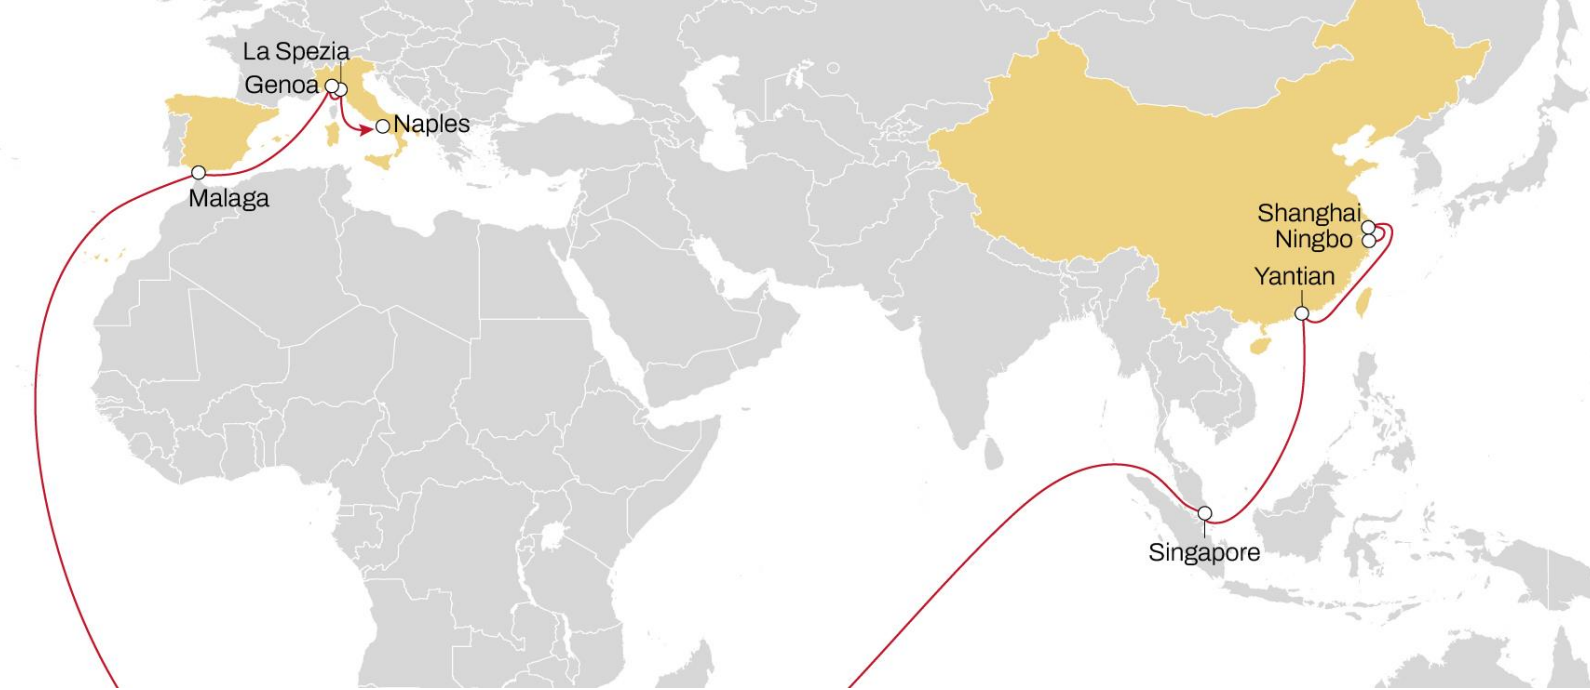 La Spezia
Genoa
Naples
Malaga
Shanghai
Ningbo
Yantian
Singapore